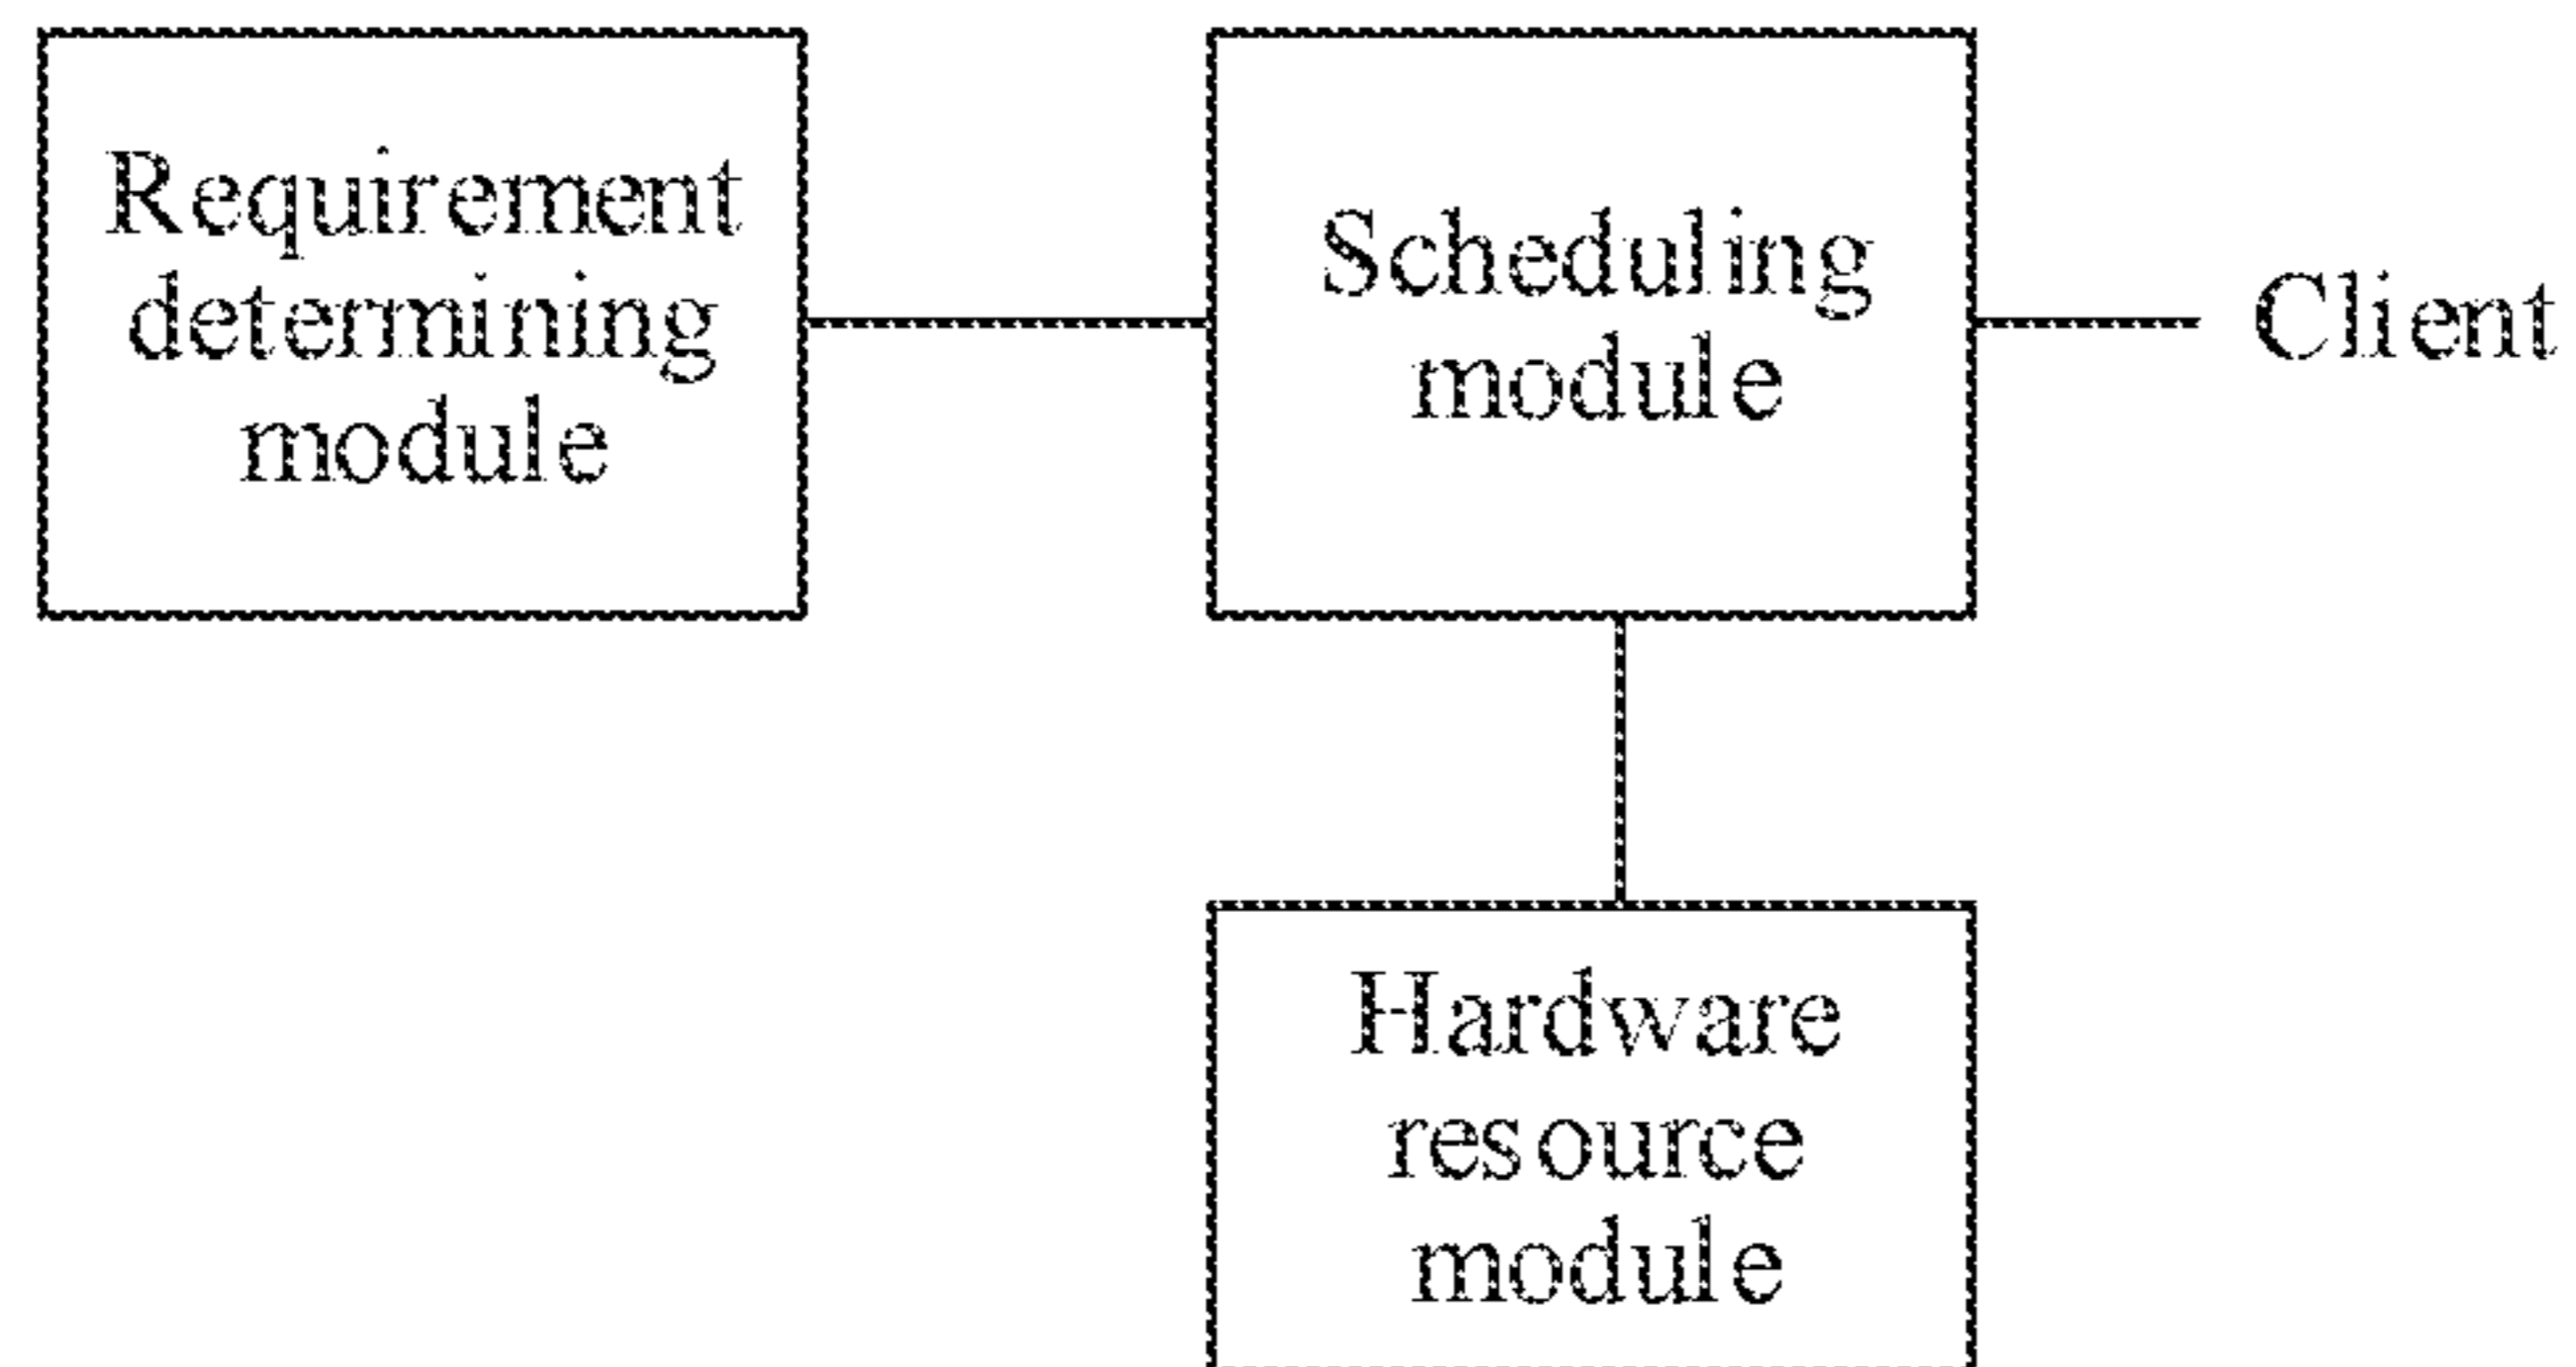 Requirement
determining
module
Scheduling
module
Client
Hardware
resource
module